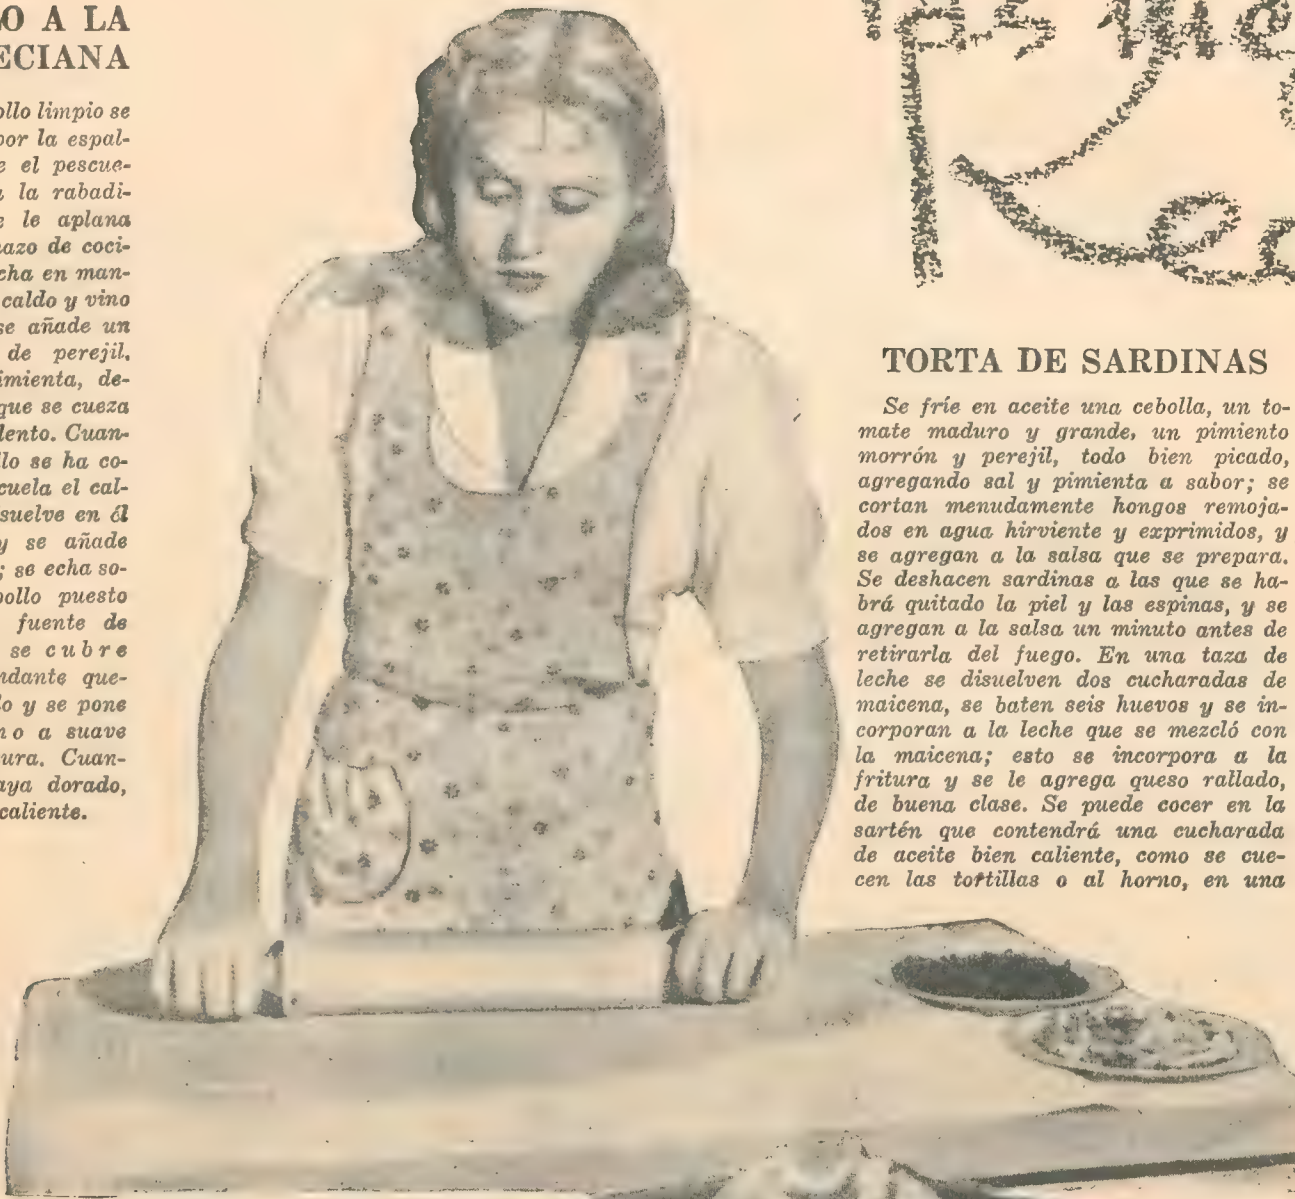 O A LA
ECIANA
ollo limpio se
por la espal-
e el pescue-
a la rabadi-
e le aplana
nazo de coci-
cha en man-
caldo y vino
se añade un
de perejil,
imienta, de-
que se cueza
lento. Cuan-
llo se ha co-
cuela el cal-
suelve en él
y se añade
; se echa so-
pollo puesto
fuente de
se cubre
ndante que-
lo y se pone
no a suave
ura. Cuan-
aya dorado,
caliente.
TORTA DE SARDINAS
Se fríe en aceite una cebolla, un to-
mate maduro y grande, un pimiento
morrón y perejil, todo bien picado,
agregando sal y pimienta a sabor; se
cortan menudamente hongos remoja-
dos en agua hirviente y exprimidos, y
se agregan a la salsa que se prepara.
Se deshacen sardinas a las que se ha-
brá quitado la piel y las espinas, y se
agregan a la salsa un minuto antes de
retirarla del fuego. En una taza de
leche se disuelven dos cucharadas de
maicena, se baten seis huevos y se in-
corporan a la leche que se mezcló con
la maicena; esto se incorpora a la
fritura y se le agrega queso rallado,
de buena clase. Se puede cocer en la
sartén que contendrá una cucharada
de aceite bien caliente, como se cue-
cen las tortillas o al horno, en una